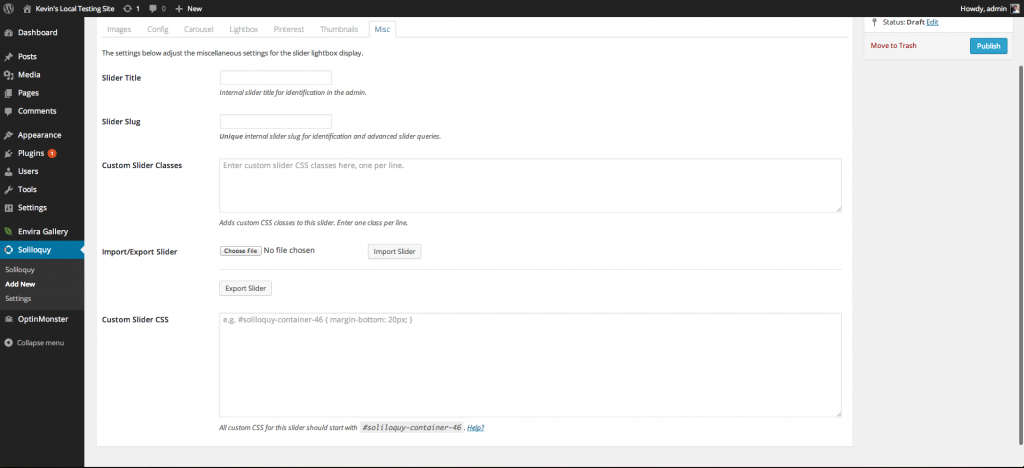 Kevin's Local Testing Site 1 0 + New Howdy, admin
Dashboard
Posts
Media
Pages
Comments
Appearance
Plugins 1
Users
Tools
Settings
Envira Gallery
Soliloquy
Soliloquy
Add New
Settings
OptinMonster
Collapse menu
Images Config Carousel Lightbox Pinterest Thumbnails Misc
The settings below adjust the miscellaneous settings for the slider lightbox display.
Slider Title
Internal slider title for identification in the admin.
Slider Slug
Unique internal slider slug for identification and advanced slider queries.
Custom Slider Classes
Enter custom slider CSS classes here, one per line.
Adds custom CSS classes to this slider. Enter one class per line.
Import/Export Slider
Choose File No file chosen
Import Slider
Export Slider
Custom Slider CSS
e.g. #soliloquy-container-46 { margin-bottom: 20px; }
All custom CSS for this slider should start with #soliloquy-container-46 . Help?
Status: Draft Edit
Move to Trash
Publish